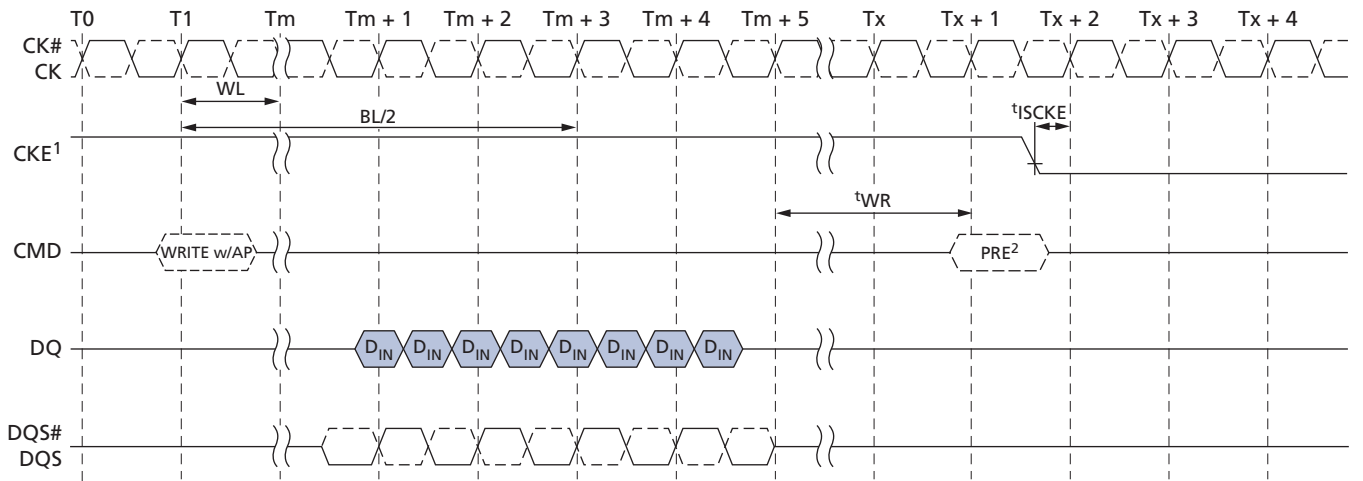 T0 T1 Tm Tm + 1 Tm + 2 Tm + 3 Tm + 4 Tm + 5 Tx Tx + 1 Tx + 2 Tx + 3 Tx + 4
CK#
CK
WL
BL/2
tISCKE
CKE1
tWR
CMD
WRITE w/AP
PRE2
DQ
DIN DIN DIN DIN DIN DIN DIN DIN
DQS#
DQS